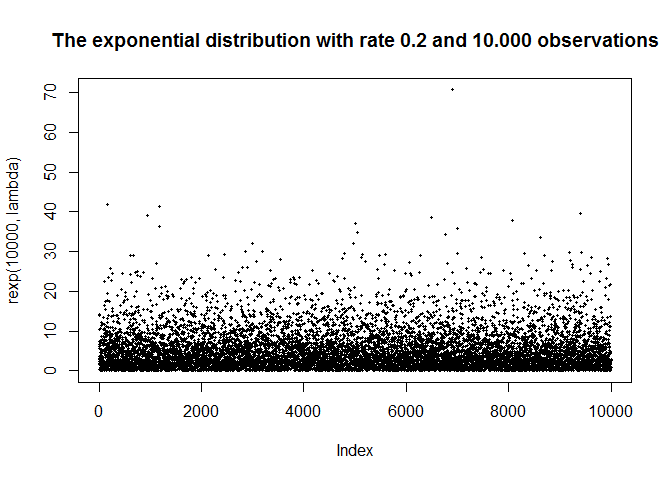 The exponential distribution with rate 0.2 and 10.000 observations
rexp(10000, lambda)
70
60
50
40
30
20
10
0
0 2000 4000 6000 8000 10000
Index